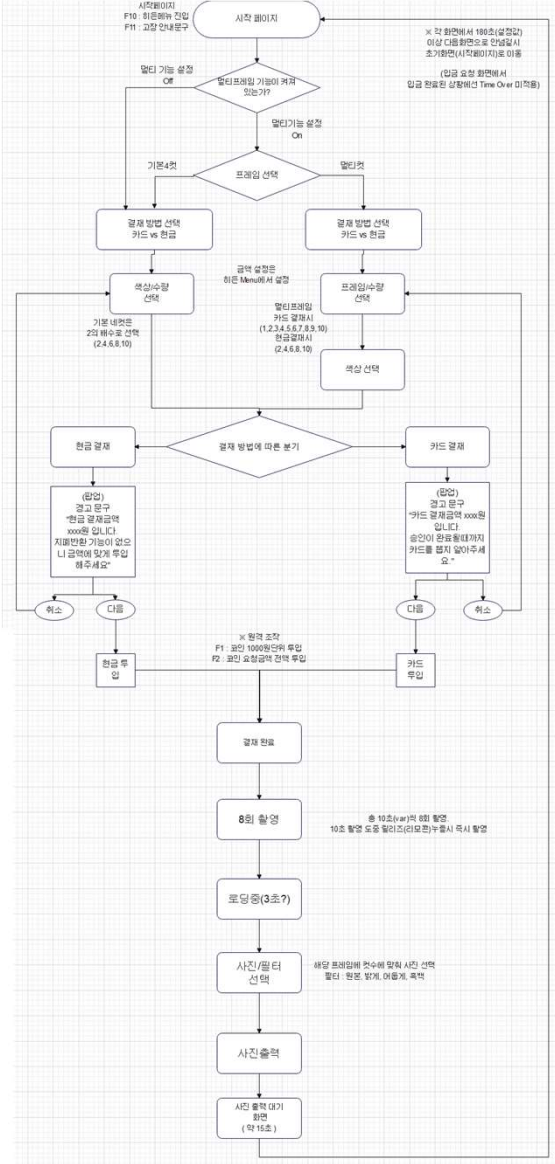 시작페이지
F10 : 히든메뉴 진입
F11 : 고장 안내문구
시작 페이지
※ 각 화면에서 180초(설정값)
이상 다음화면으로 안넘길시
초기화면(시작페이지)로 이동
(입금 요청 화면에서
입금 완료된 상황에선 Time Over 미적용)
멀티 기능 설정
Off
멀티프레임 기능이 켜져
있는가?
멀티기능 설정
On
기본4컷
프레임 선택
멀티컷
결재 방법 선택
카드 vs 현금
결재 방법 선택
카드 vs 현금
금액 설정은
히든 Menu에서 설정
색상/수량
선택
프레임/수량
선택
기본 네컷은
2의 배수로 선택
(2,4,6,8,10)
멀티프레임
카드 결재시
(1,2,3,4,5,6,7,8,9,10)
현금결재시
(2,4,6,8,10)
색상 선택
현금 결재
결재 방법에 따른 분기
카드 결재
(팝업)
경고 문구
"현금 결재금액
xxxx원 입니다
지폐반환 기능이 없으
니 금액에 맞게 투입
해주세요"
(팝업)
경고 문구
"카드 결재금액 xxxx원
입니다
승인이 완료될때까지
카드를 뽑지 말아주세
요."
취소
다음
다음
취소
※ 원격 조작
F1 : 코인 1000원단위 투입
F2 : 코인 요청금액 전액 투입
현금 투
입
카드
투입
결재 완료
8회 촬영
총 10초(var)씩 8회 촬영.
10초 촬영 도중 릴리즈(리모콘)누를시 즉시 촬영
로딩중(3초?)
사진/필터
선택
해당 프레임에 컷수에 맞춰 사진 선택
필터 : 원본, 밝게, 어둡게, 흑백
사진출력
사진 출력 대기
화면
( 약 15초 )